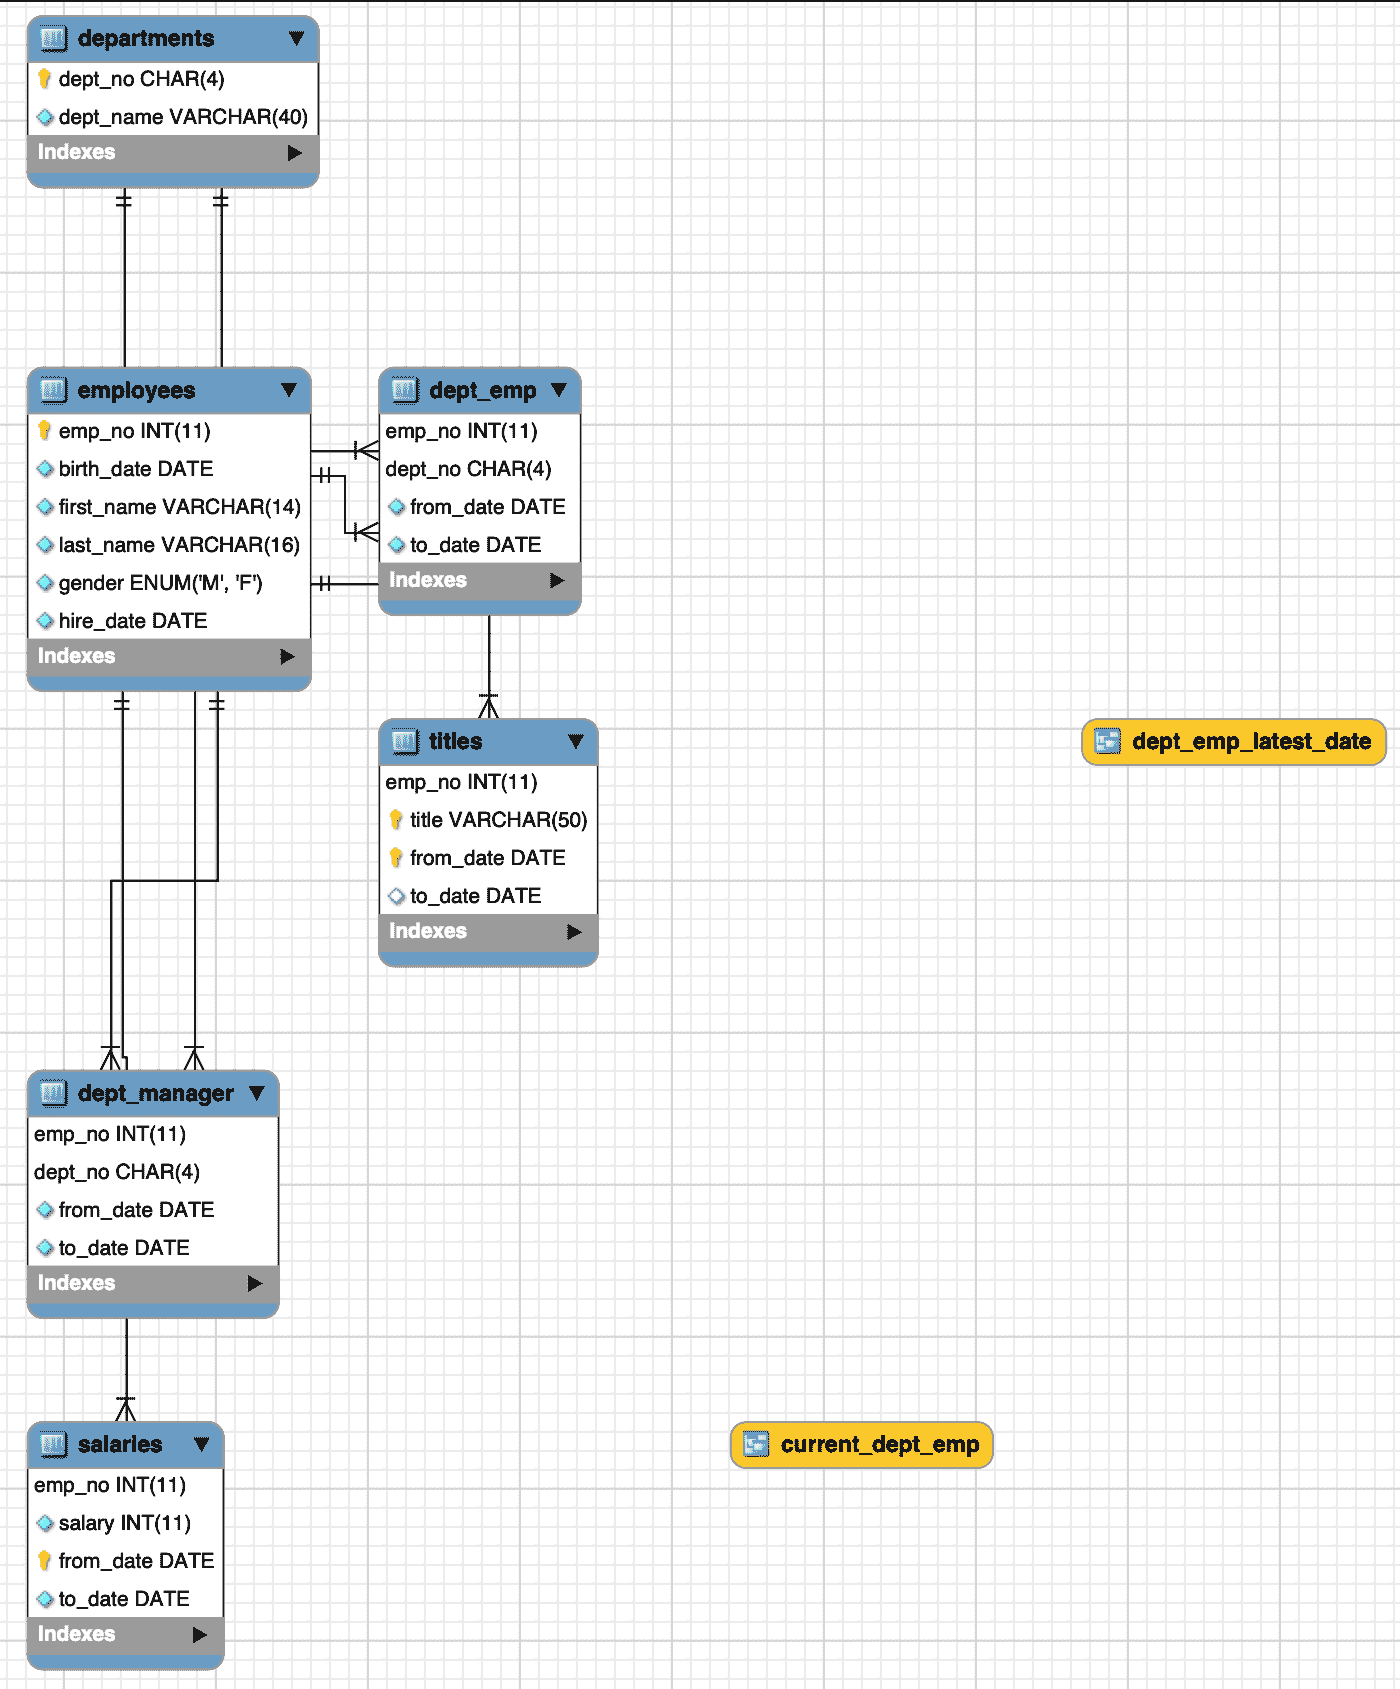 departments
dept_no CHAR(4)
dept_name VARCHAR(40)
Indexes
employees
emp_no INT(11)
birth_date DATE
first_name VARCHAR(14)
last_name VARCHAR(16)
gender ENUM('M', 'F')
hire_date DATE
Indexes
dept_emp
emp_no INT(11)
dept_no CHAR(4)
from_date DATE
to_date DATE
Indexes
titles
emp_no INT(11)
title VARCHAR(50)
from_date DATE
to_date DATE
Indexes
dept_emp_latest_date
dept_manager
emp_no INT(11)
dept_no CHAR(4)
from_date DATE
to_date DATE
Indexes
salaries
emp_no INT(11)
salary INT(11)
from_date DATE
to_date DATE
Indexes
current_dept_emp